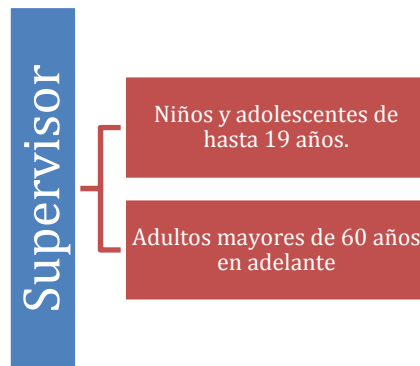 Supervisor
Niños y adolescentes de
hasta 19 años.
Adultos mayores de 60 años
en adelante